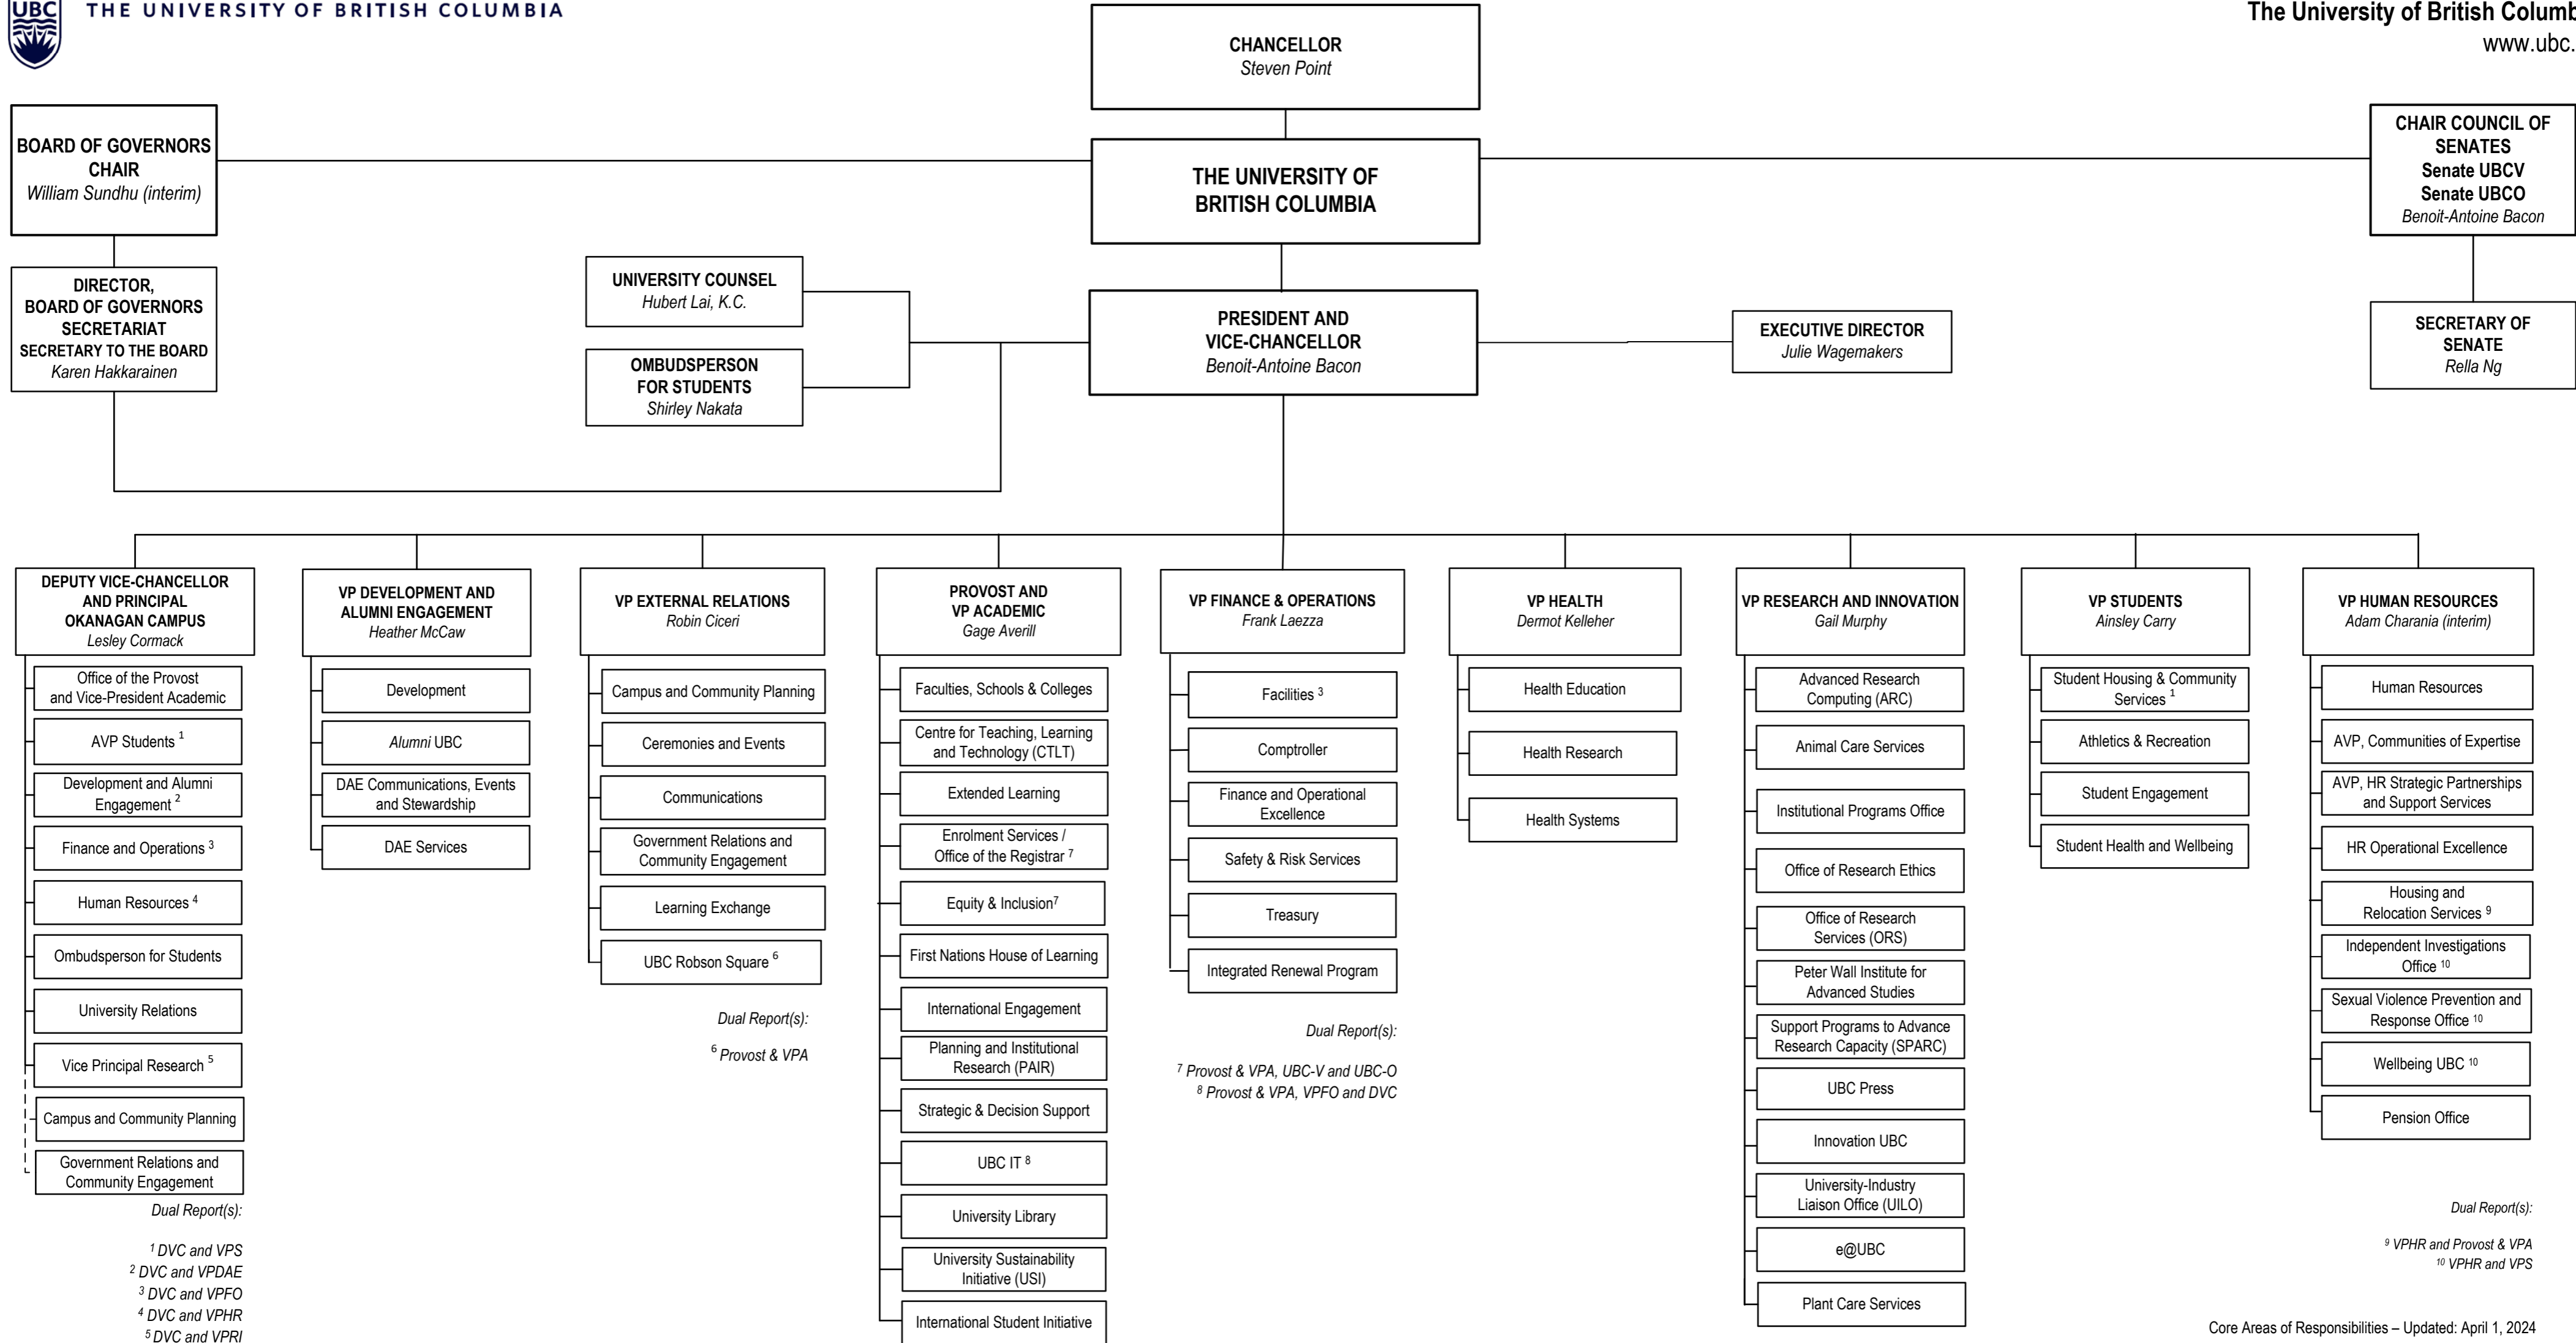 UBC
THE UNIVERSITY OF BRITISH COLUMBIA
The University of British Columb
www.ubc.
CHANCELLOR
Steven Point
BOARD OF GOVERNORS
CHAIR
William Sundhu (interim)
THE UNIVERSITY OF
BRITISH COLUMBIA
CHAIR COUNCIL OF
SENATES
Senate UBCV
Senate UBCO
Benoit-Antoine Bacon
DIRECTOR,
BOARD OF GOVERNORS
SECRETARIAT
SECRETARY TO THE BOARD
Karen Hakkarainen
UNIVERSITY COUNSEL
Hubert Lai, K.C.
OMBUDSPERSON
FOR STUDENTS
Shirley Nakata
PRESIDENT AND
VICE-CHANCELLOR
Benoit-Antoine Bacon
EXECUTIVE DIRECTOR
Julie Wagemakers
SECRETARY OF
SENATE
Rella Ng
DEPUTY VICE-CHANCELLOR
AND PRINCIPAL
OKANAGAN CAMPUS
Lesley Cormack
Office of the Provost
and Vice-President Academic
AVP Students 1
Development and Alumni
Engagement 2
Finance and Operations 3
Human Resources 4
Ombudsperson for Students
University Relations
Vice Principal Research 5
Campus and Community Planning
Government Relations and
Community Engagement
Dual Report(s):
1 DVC and VPS
2 DVC and VPDAE
3 DVC and VPFO
4 DVC and VPHR
5 DVC and VPRI
VP DEVELOPMENT AND
ALUMNI ENGAGEMENT
Heather McCaw
Development
Alumni UBC
DAE Communications, Events
and Stewardship
DAE Services
VP EXTERNAL RELATIONS
Robin Ciceri
Campus and Community Planning
Ceremonies and Events
Communications
Government Relations and
Community Engagement
Learning Exchange
UBC Robson Square 6
Dual Report(s):
6 Provost & VPA
PROVOST AND
VP ACADEMIC
Gage Averill
Faculties, Schools & Colleges
Centre for Teaching, Learning
and Technology (CTLT)
Extended Learning
Enrolment Services /
Office of the Registrar 7
Equity & Inclusion7
First Nations House of Learning
International Engagement
Planning and Institutional
Research (PAIR)
Strategic & Decision Support
UBC IT 8
University Library
University Sustainability
Initiative (USI)
International Student Initiative
VP FINANCE & OPERATIONS
Frank Laezza
Facilities 3
Comptroller
Finance and Operational
Excellence
Safety & Risk Services
Treasury
Integrated Renewal Program
Dual Report(s):
7 Provost & VPA, UBC-V and UBC-O
8 Provost & VPA, VPFO and DVC
VP HEALTH
Dermot Kelleher
Health Education
Health Research
Health Systems
VP RESEARCH AND INNOVATION
Gail Murphy
Advanced Research
Computing (ARC)
Animal Care Services
Institutional Programs Office
Office of Research Ethics
Office of Research
Services (ORS)
Peter Wall Institute for
Advanced Studies
Support Programs to Advance
Research Capacity (SPARC)
UBC Press
Innovation UBC
University-Industry
Liaison Office (UILO)
e@UBC
Plant Care Services
VP STUDENTS
Ainsley Carry
Student Housing & Community
Services 1
Athletics & Recreation
Student Engagement
Student Health and Wellbeing
VP HUMAN RESOURCES
Adam Charania (interim)
Human Resources
AVP, Communities of Expertise
AVP, HR Strategic Partnerships
and Support Services
HR Operational Excellence
Housing and
Relocation Services 9
Independent Investigations
Office 10
Sexual Violence Prevention and
Response Office 10
Wellbeing UBC 10
Pension Office
Dual Report(s):
9 VPHR and Provost & VPA
10 VPHR and VPS
Core Areas of Responsibilities – Updated: April 1, 2024